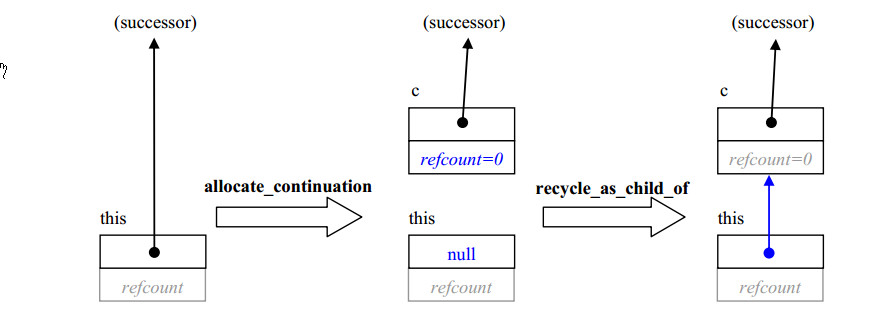 (successor)
(successor)
(successor)
c
c
refcount=0
refcount=0
allocate_continuation
recycle_as_child_of
this
this
this
null
refcount
refcount
refcount